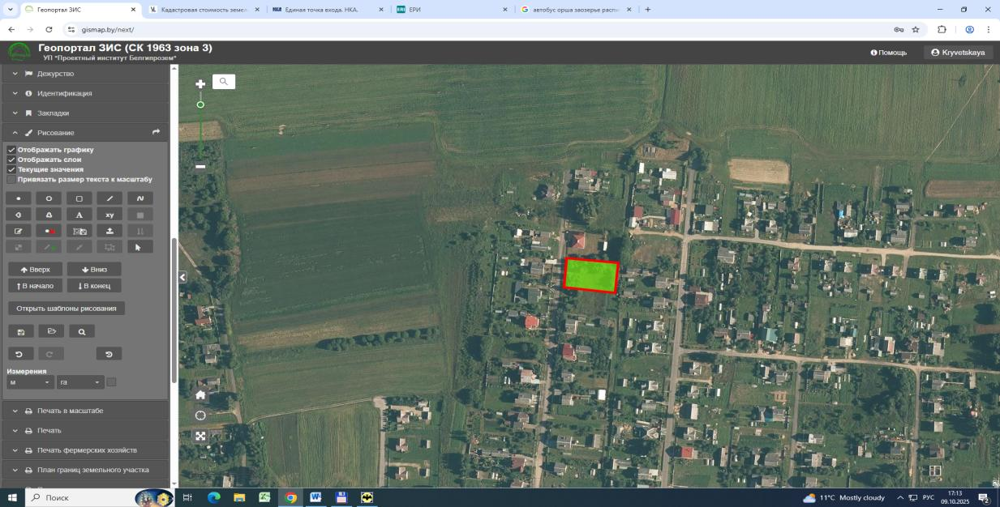 Геопортал ЗИС
Кадастровая стоимость земел
Единая точка входа. НКА.
ЕРИ
автобус орша заозерье распи
gismap.by/next/
Геопортал ЗИС (СК 1963 зона 3)
УП "Проектный институт Белгипрозем"
Помощь
Kryvetskaya
Дежурство
Идентификация
Закладки
Рисование
Отображать графику
Отображать слои
Текущие значения
Привязать размер текста к масштабу
A
xy
Вверх
Вниз
В начало
В конец
Открыть шаблоны рисования
Измерения
м
га
Печать в масштабе
Печать
Печать фермерских хозяйств
План границ земельного участка
Поиск
11°C Mostly cloudy
РУС
17:13
09.10.2025
2